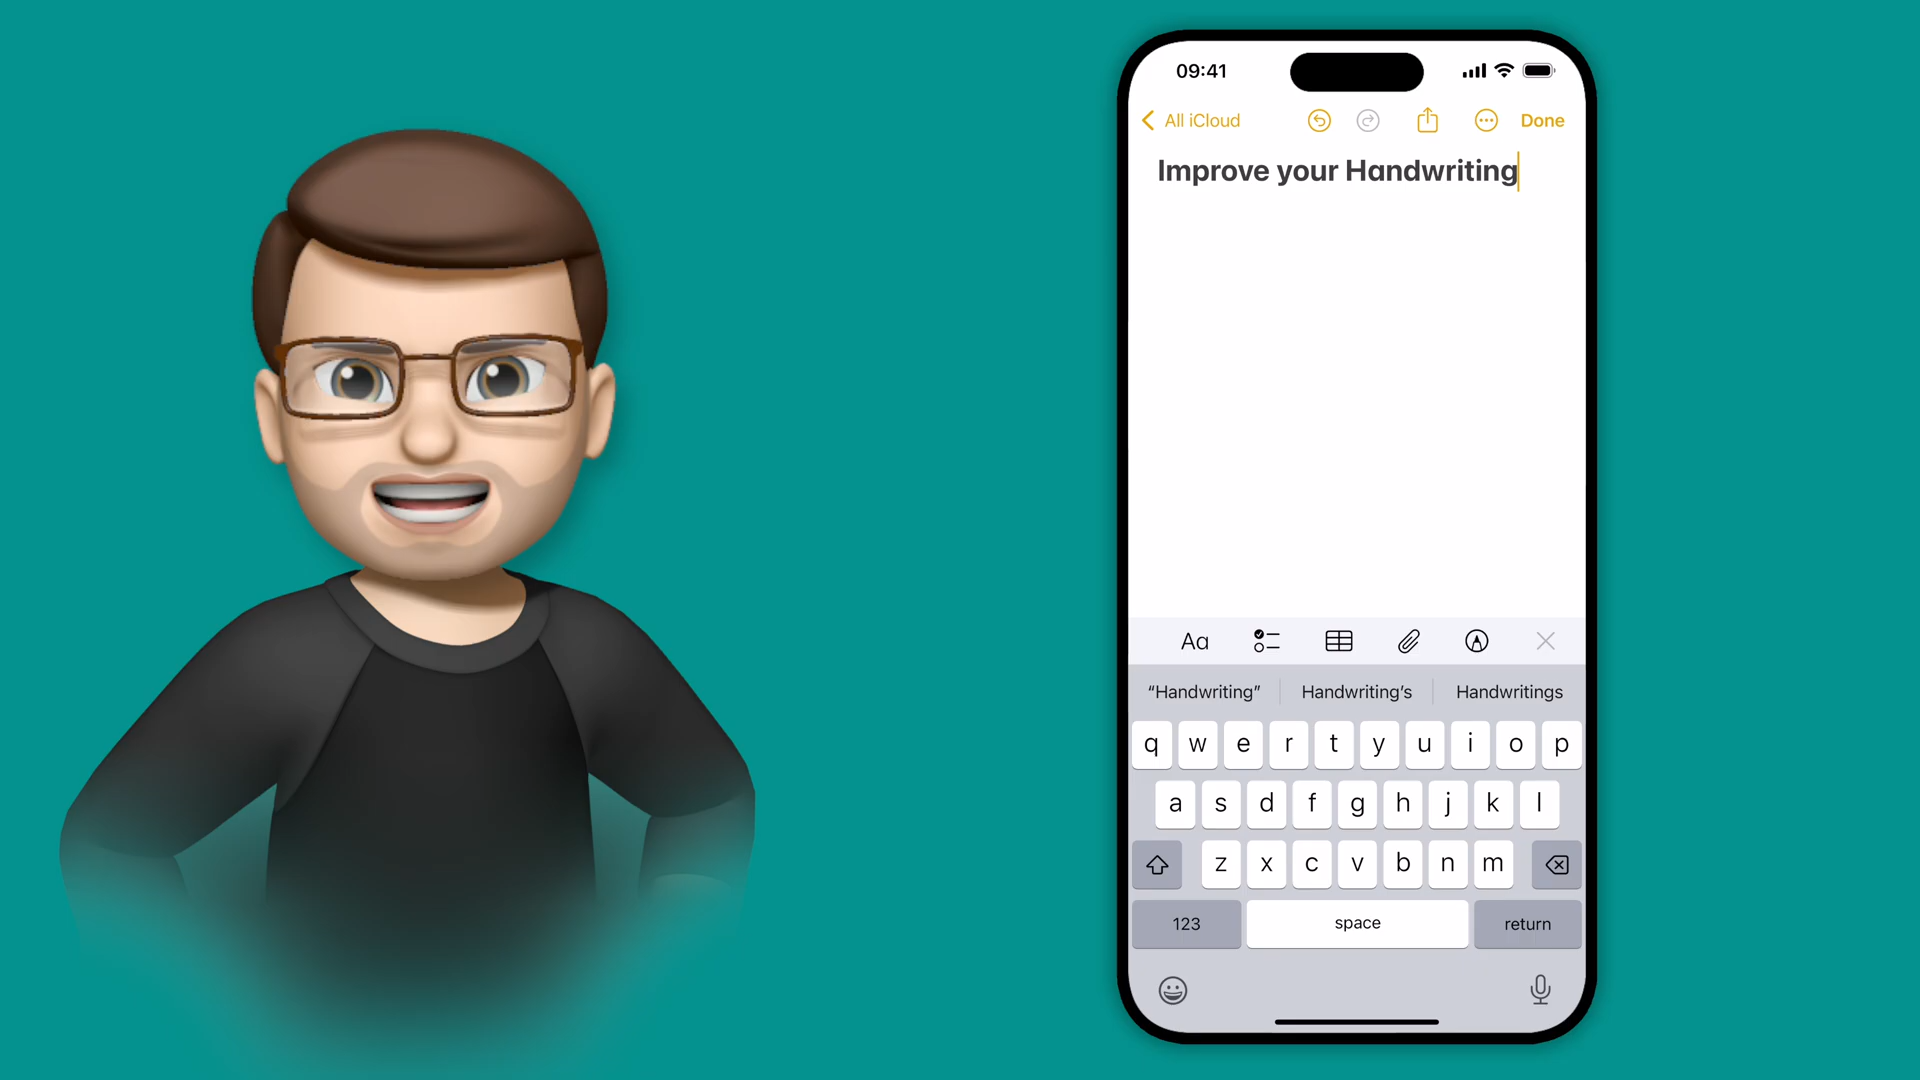 09:41
All iCloud
Done
Improve your Handwriting
Aa
“Handwriting” Handwriting’s Handwritings
q w e r t y u i o p
a s d f g h j k l
z x c v b n m
123 space return